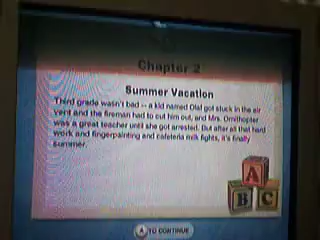 Chapter 2
Summer Vacation
Third grade wasn't bad -- a kid named Olaf got stuck in the air
vent and the fireman had to cut him out, and Mrs. Ornithopter
was a great teacher until she got arrested. But after all that hard
work and fingerpainting and cafeteria milk fights, it's finally
summer.
A
B C
A TO CONTINUE